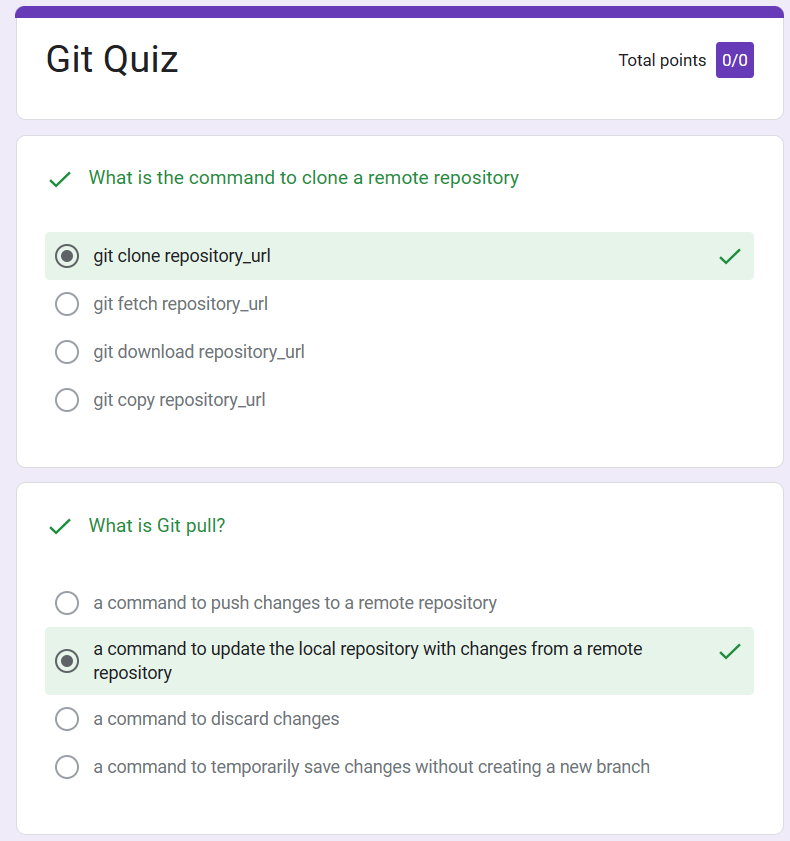 Git Quiz
Total points 0/0
What is the command to clone a remote repository
git clone repository_url
git fetch repository_url
git download repository_url
git copy repository_url
What is Git pull?
a command to push changes to a remote repository
a command to update the local repository with changes from a remote
repository
a command to discard changes
a command to temporarily save changes without creating a new branch